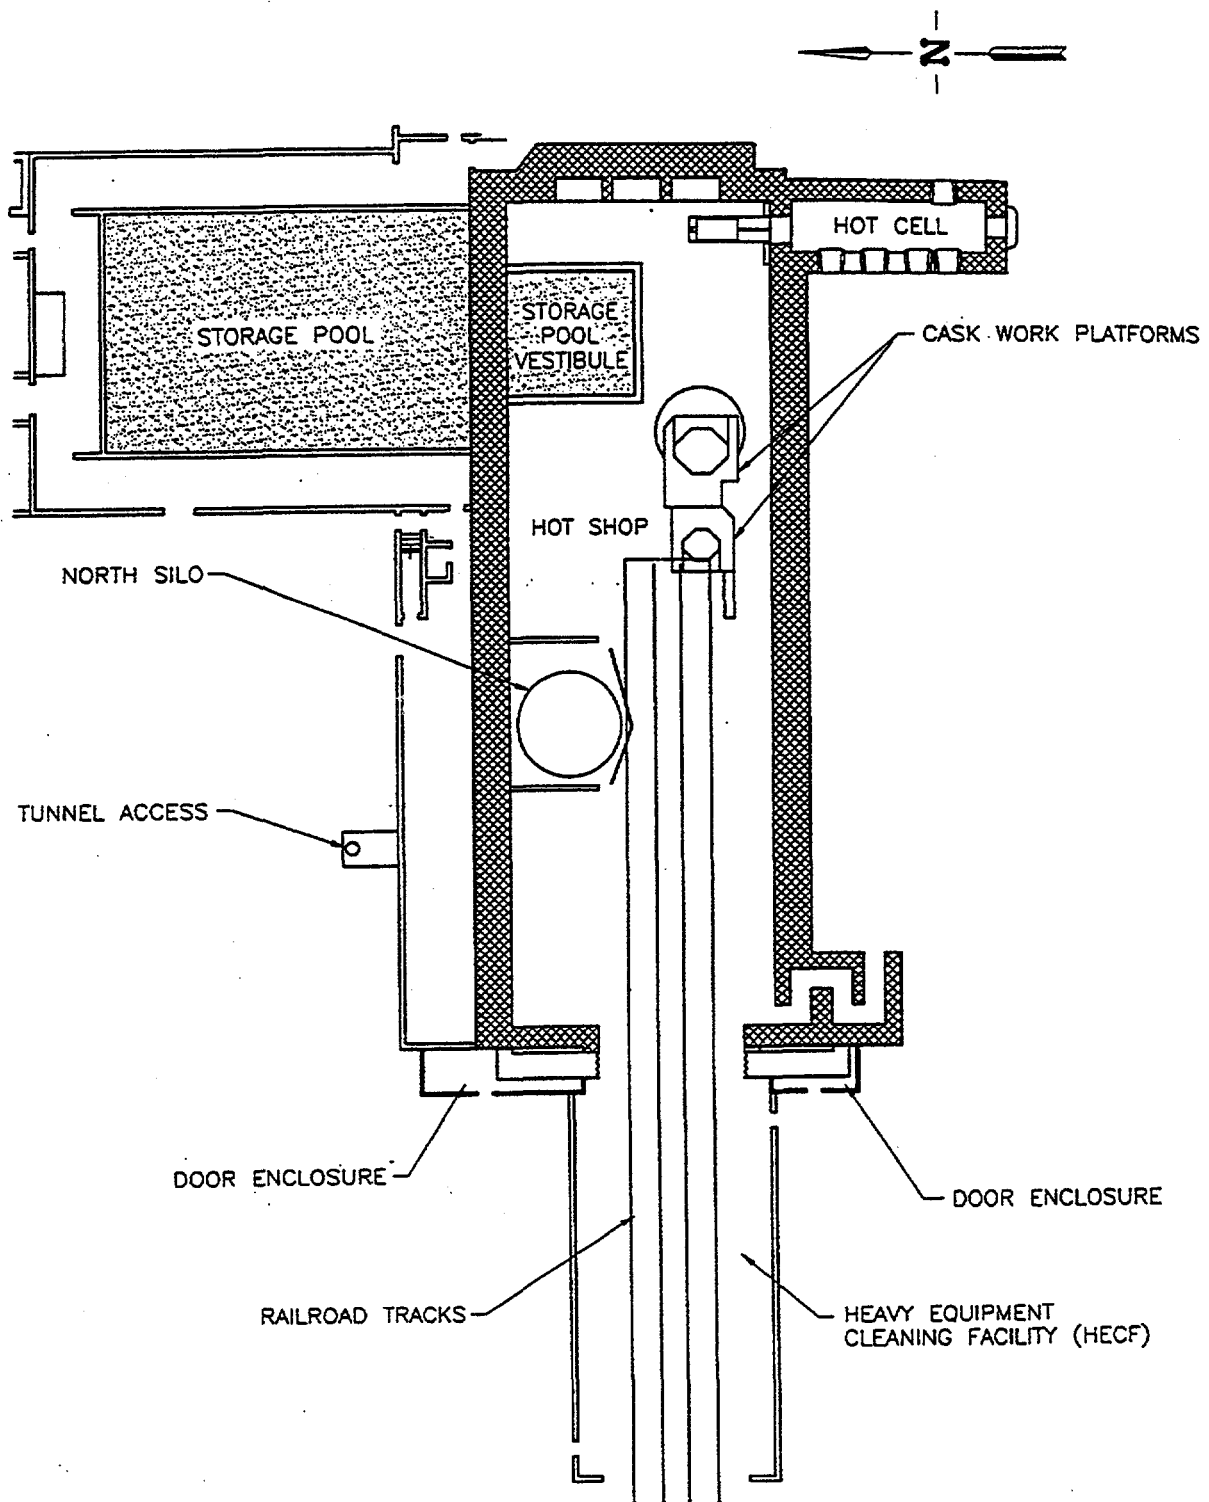 N
HOT CELL
STORAGE POOL
STORAGE
POOL
VESTIBULE
CASK WORK PLATFORMS
HOT SHOP
NORTH SILO
TUNNEL ACCESS
DOOR ENCLOSURE
DOOR ENCLOSURE
RAILROAD TRACKS
HEAVY EQUIPMENT
CLEANING FACILITY (HECF)